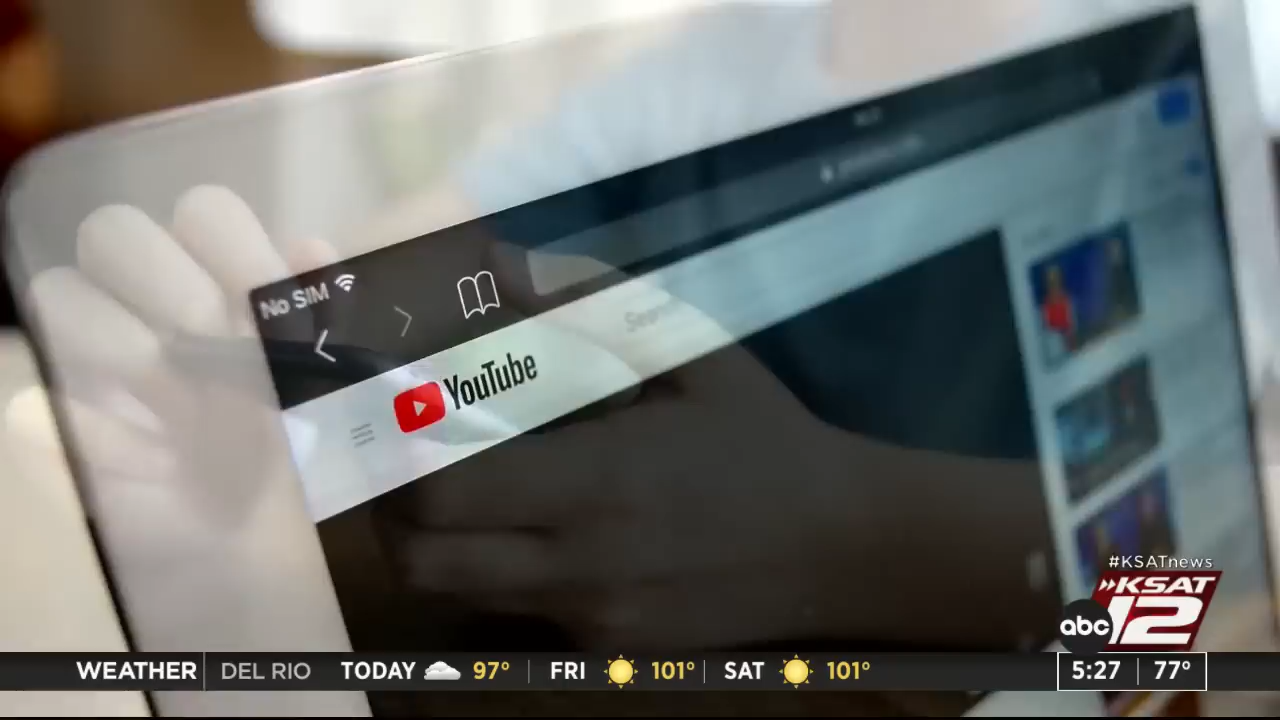 No SIM
YouTube
#KSATnews
KSAT
abc 12
WEATHER DEL RIO TODAY 97° FRI 101° SAT 101° 5:27 77°